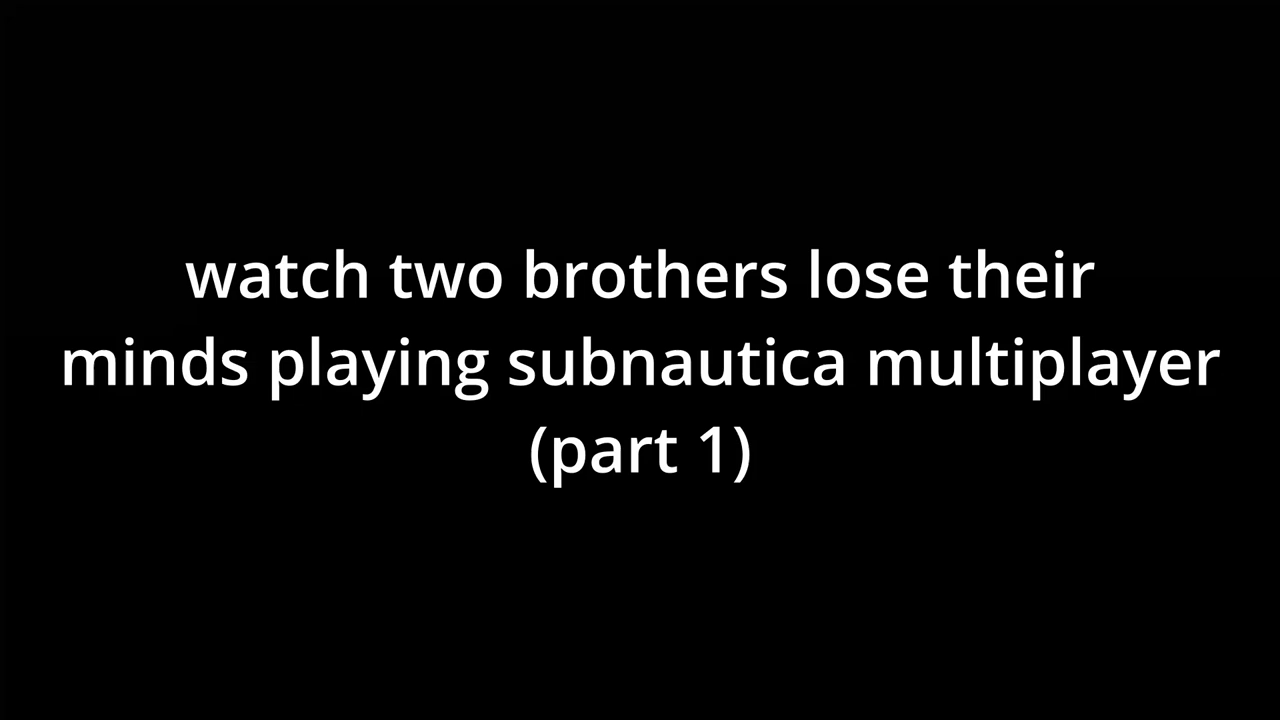 watch two brothers lose their
minds playing subnautica multiplayer
(part 1)